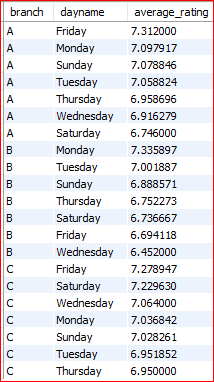 branch dayname average_rating
A Friday 7.312000
A Monday 7.097917
A Sunday 7.078846
A Tuesday 7.058824
A Thursday 6.958696
A Wednesday 6.916279
A Saturday 6.746000
B Monday 7.335897
B Tuesday 7.001887
B Sunday 6.888571
B Thursday 6.752273
B Saturday 6.736667
B Friday 6.694118
B Wednesday 6.452000
C Friday 7.278947
C Saturday 7.229630
C Wednesday 7.064000
C Monday 7.036842
C Sunday 7.028261
C Tuesday 6.951852
C Thursday 6.950000